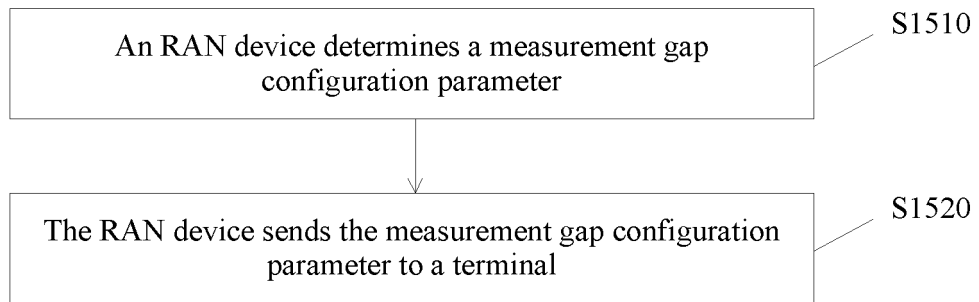 An RAN device determines a measurement gap
configuration parameter
S1510
The RAN device sends the measurement gap configuration
parameter to a terminal
S1520